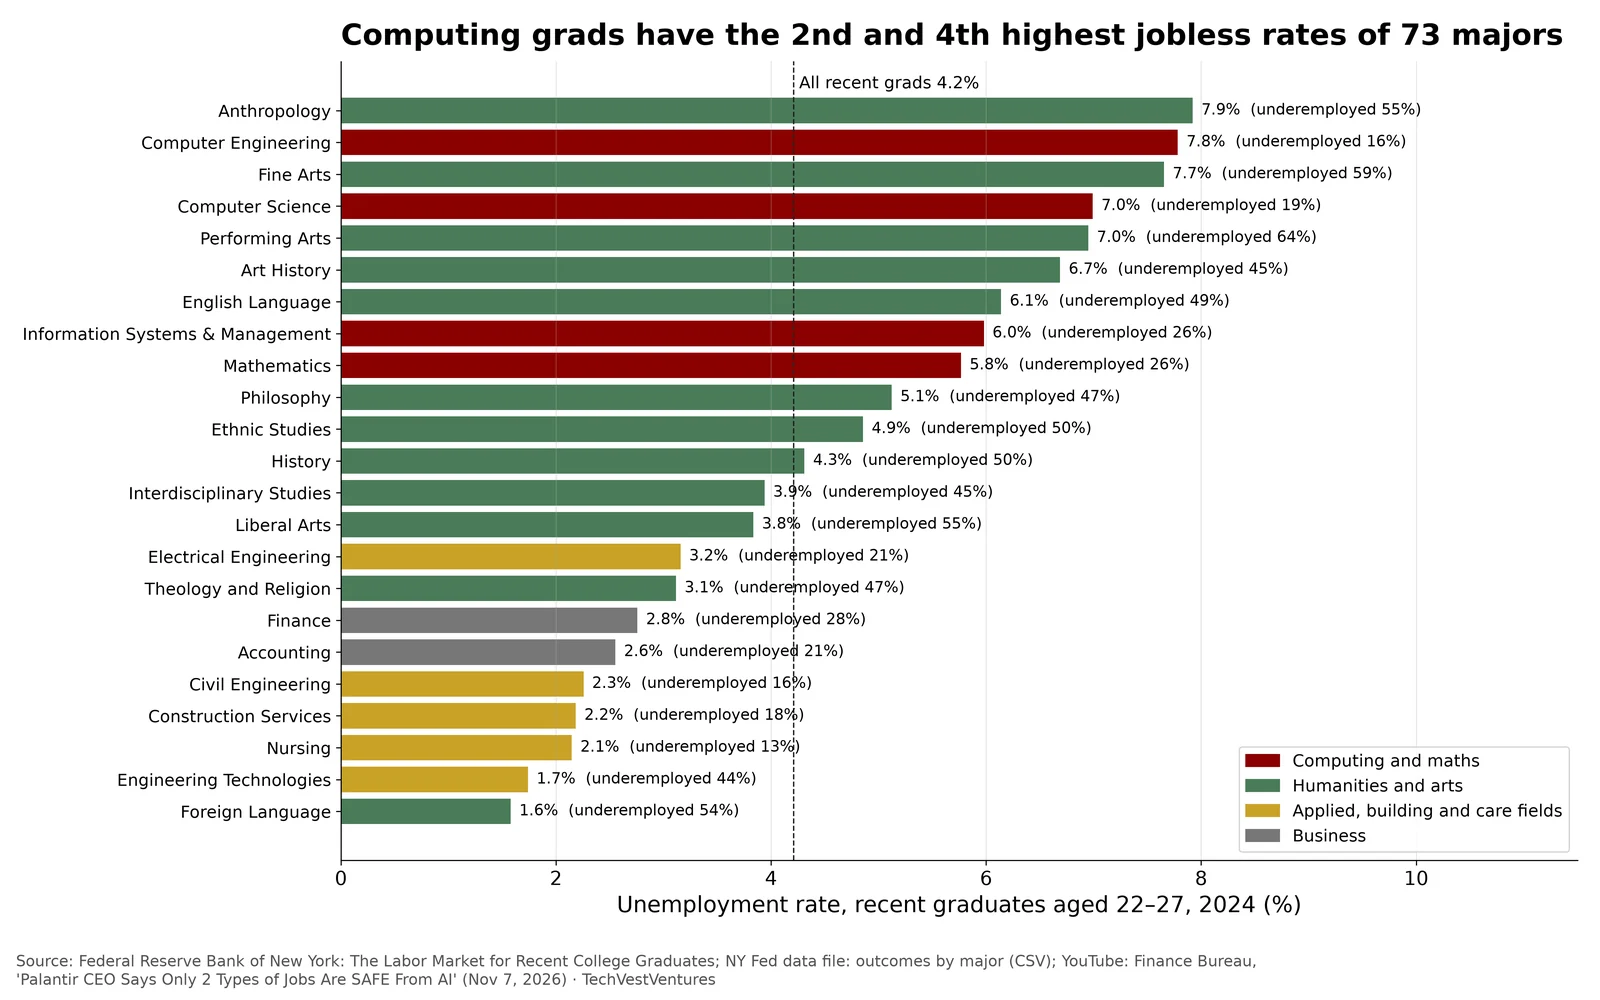 Computing grads have the 2nd and 4th highest jobless rates of 73 majors
All recent grads 4.2%
Anthropology 7.9% (underemployed 55%)
Computer Engineering 7.8% (underemployed 16%)
Fine Arts 7.7% (underemployed 59%)
Computer Science 7.0% (underemployed 19%)
Performing Arts 7.0% (underemployed 64%)
Art History 6.7% (underemployed 45%)
English Language 6.1% (underemployed 49%)
Information Systems & Management 6.0% (underemployed 26%)
Mathematics 5.8% (underemployed 26%)
Philosophy 5.1% (underemployed 47%)
Ethnic Studies 4.9% (underemployed 50%)
History 4.3% (underemployed 50%)
Interdisciplinary Studies 3.9% (underemployed 45%)
Liberal Arts 3.8% (underemployed 55%)
Electrical Engineering 3.2% (underemployed 21%)
Theology and Religion 3.1% (underemployed 47%)
Finance 2.8% (underemployed 28%)
Accounting 2.6% (underemployed 21%)
Civil Engineering 2.3% (underemployed 16%)
Construction Services 2.2% (underemployed 18%)
Nursing 2.1% (underemployed 13%)
Engineering Technologies 1.7% (underemployed 44%)
Foreign Language 1.6% (underemployed 54%)
Computing and maths
Humanities and arts
Applied, building and care fields
Business
0 2 4 6 8 10
Unemployment rate, recent graduates aged 22–27, 2024 (%)
Source: Federal Reserve Bank of New York: The Labor Market for Recent College Graduates; NY Fed data file: outcomes by major (CSV); YouTube: Finance Bureau,
'Palantir CEO Says Only 2 Types of Jobs Are SAFE From AI' (Nov 7, 2026) · TechVestVentures